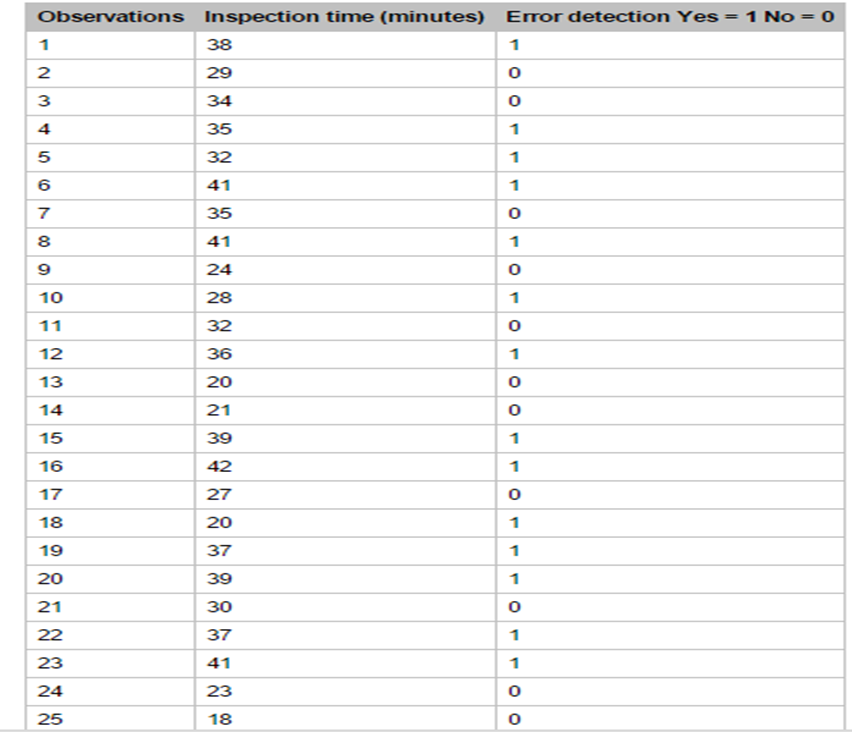 Observations Inspection time (minutes) Error detection Yes = 1 No = 0
1 38 1
2 29 0
3 34 0
4 35 1
5 32 1
6 41 1
7 35 0
8 41 1
9 24 0
10 28 1
11 32 0
12 36 1
13 20 0
14 21 0
15 39 1
16 42 1
17 27 0
18 20 1
19 37 1
20 39 1
21 30 0
22 37 1
23 41 1
24 23 0
25 18 0